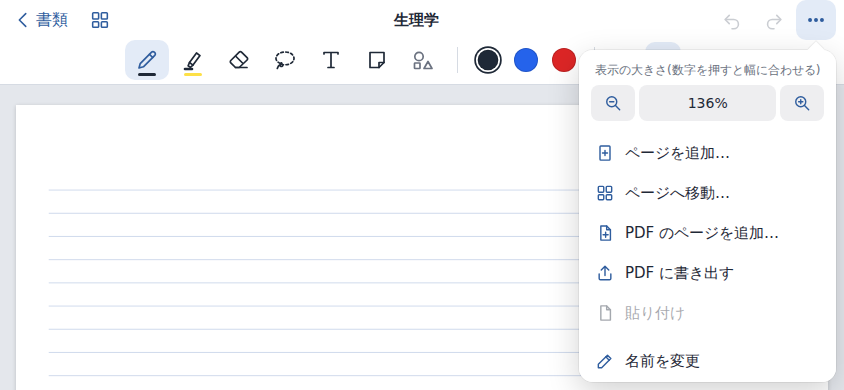 書類
生理学
表示の大きさ(数字を押すと幅に合わせる)
136%
ページを追加...
ページへ移動...
PDF のページを追加...
PDF に書き出す
貼り付け
名前を変更